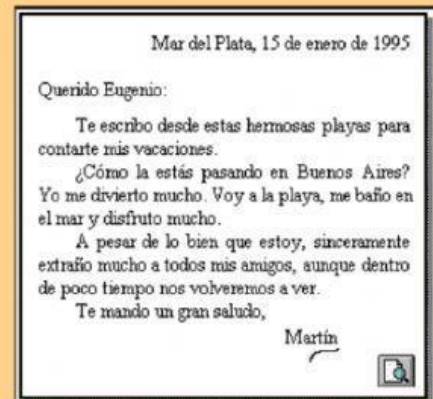 Mar del Plata, 15 de enero de 1995
Querido Eugenio:
Te escribo desde estas hermosas playas para
contarte mis vacaciones.
¿Cómo la estás pasando en Buenos Aires?
Yo me divierto mucho. Voy a la playa, me baño en
el mar y disfruto mucho.
A pesar de lo bien que estoy, sinceramente
extraño mucho a todos mis amigos, aunque dentro
de poco tiempo nos volveremos a ver.
Te mando un gran saludo,
Martín